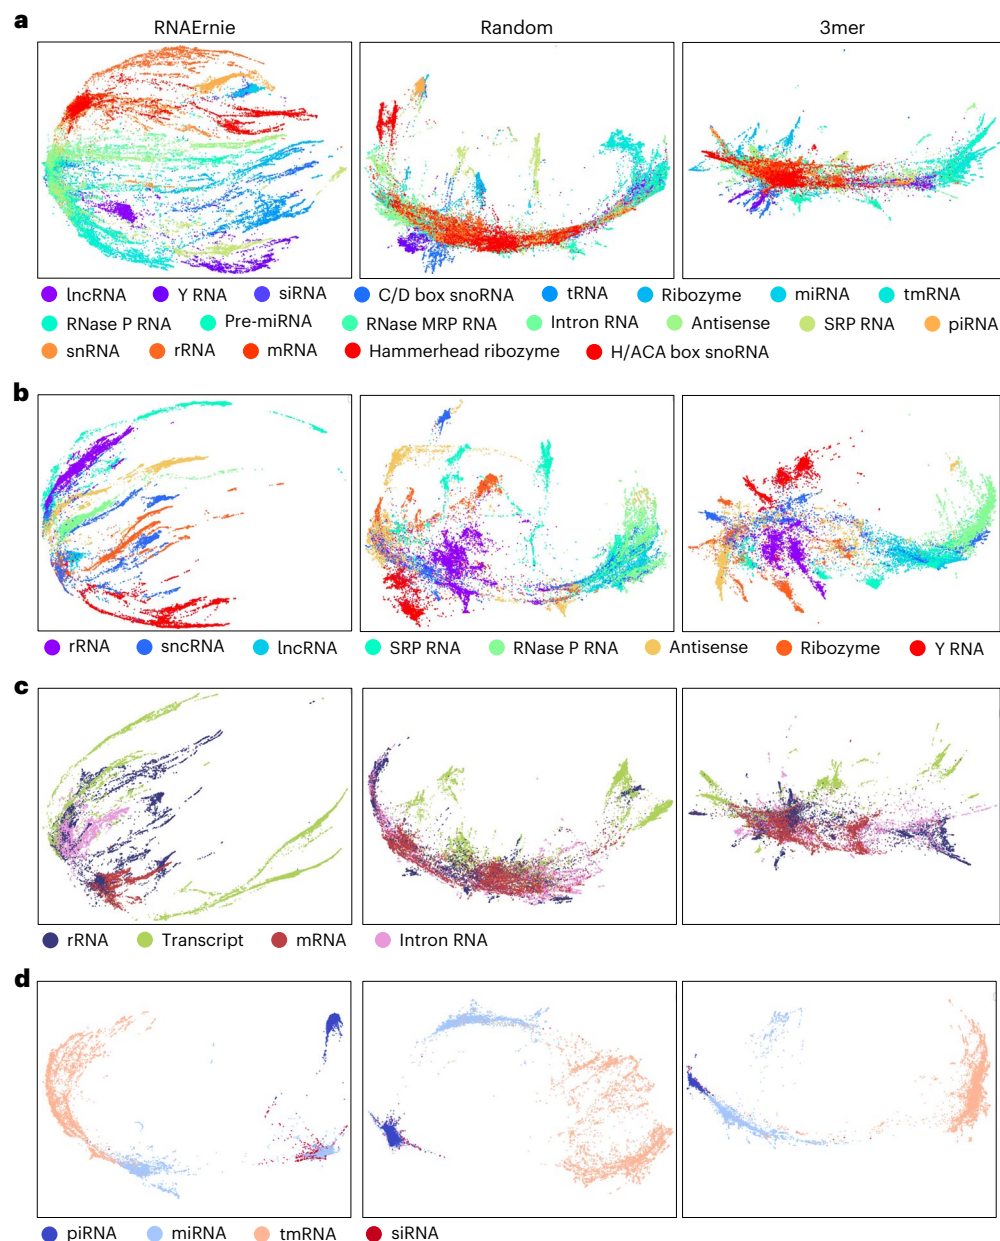 a
RNAErnie Random 3mer
lncRNA Y RNA siRNA C/D box snoRNA tRNA Ribozyme miRNA tmRNA
RNase P RNA Pre-miRNA RNase MRP RNA Intron RNA Antisense SRP RNA piRNA
snRNA rRNA mRNA Hammerhead ribozyme H/ACA box snoRNA
b
rRNA sncRNA lncRNA SRP RNA RNase P RNA Antisense Ribozyme Y RNA
c
rRNA Transcript mRNA Intron RNA
d
piRNA miRNA tmRNA siRNA